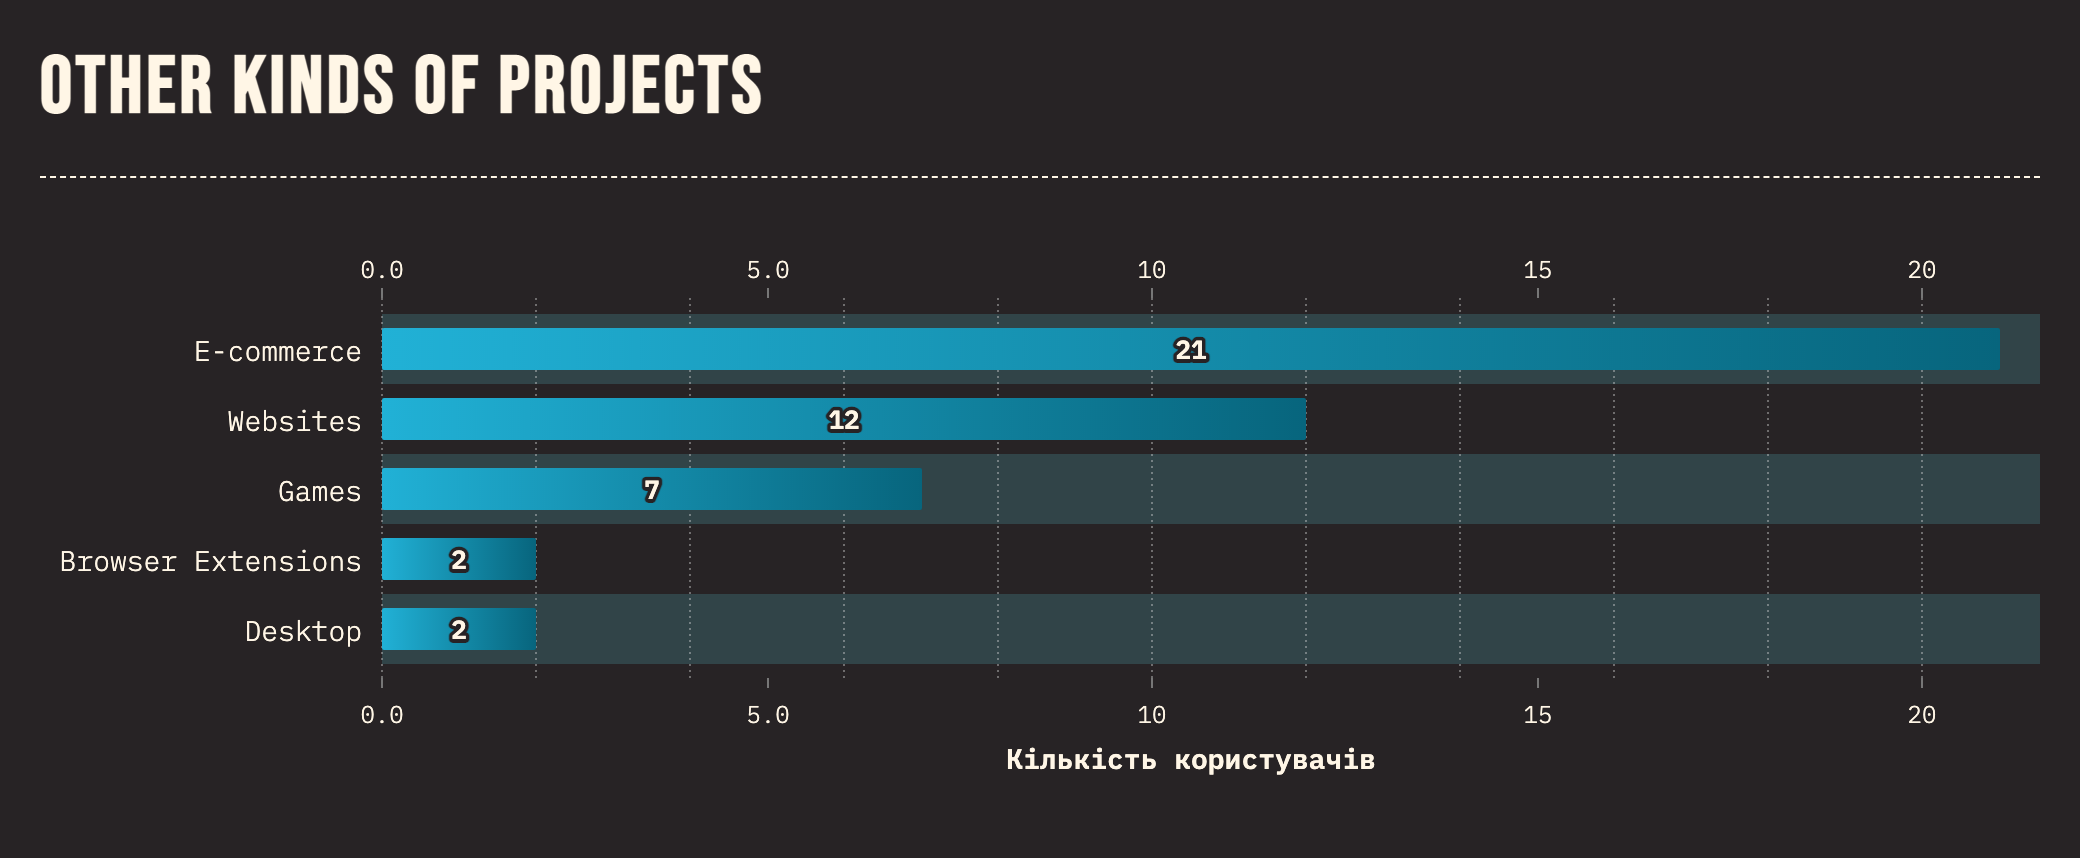 OTHER KINDS OF PROJECTS
0.0 5.0 10 15 20
E-commerce 21
Websites 12
Games 7
Browser Extensions 2
Desktop 2
0.0 5.0 10 15 20
Кількість користувачів